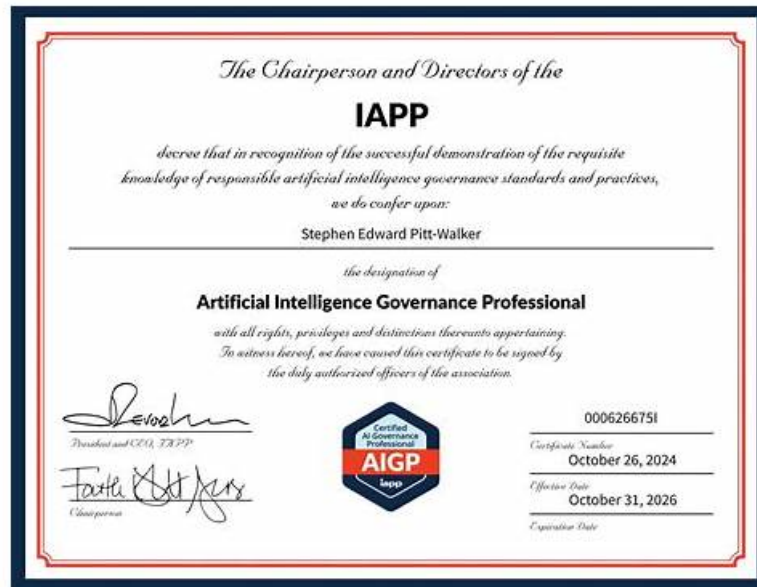 The Chairperson and Directors of the
IAPP
decree that in recognition of the successful demonstration of the requisite
knowledge of responsible artificial intelligence governance standards and practices,
we do confer upon:
Stephen Edward Pitt-Walker
the designation of
Artificial Intelligence Governance Professional
with all rights, privileges and distinctions thereunto appertaining.
In witness hereof, we have caused this certificate to be signed by
the duly authorized officers of the association.
President and CEO, IAPP
Chairperson
Certified
AI Governance
Professional
AIGP
iapp
000626675I
Certificate Number
October 26, 2024
Effective Date
October 31, 2026
Expiration Date